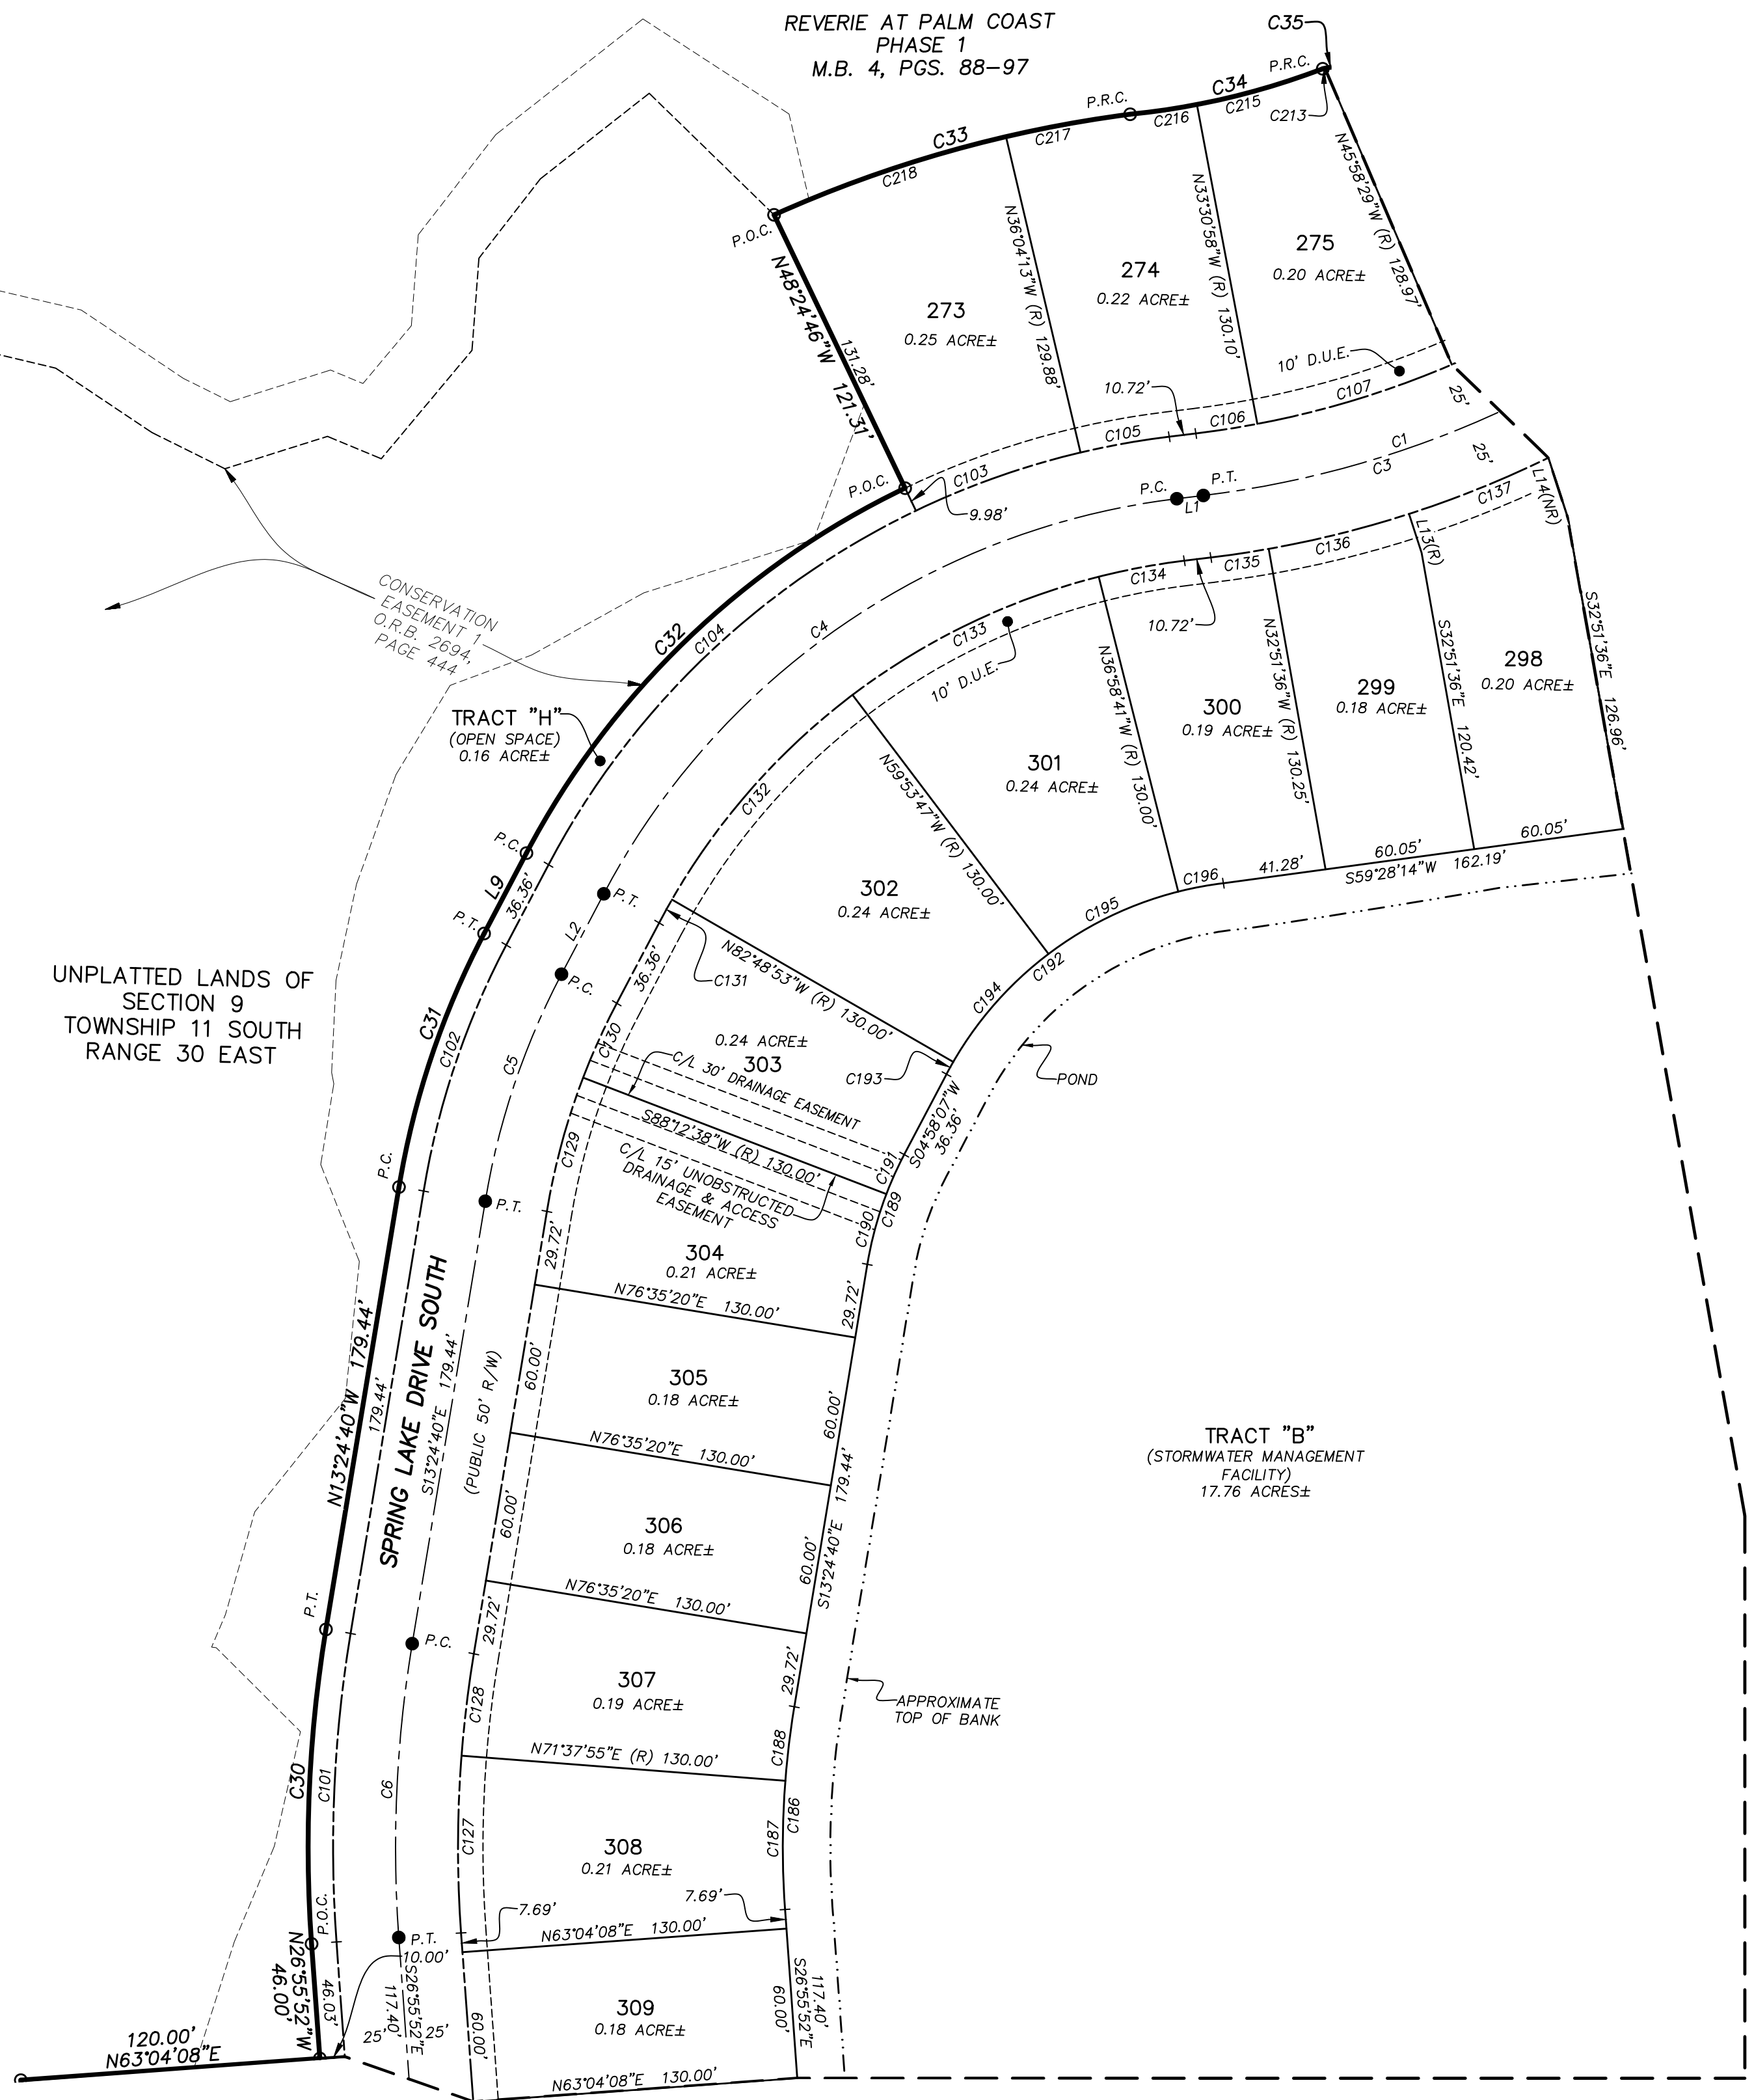 REVERIE AT PALM COAST
PHASE 1
M.B. 4, PGS. 88-97
C35
P.R.C.
C34
C215
C213
P.R.C.
C216
C33
C217
C218
P.O.C.
N48°24'46"W 121.31'
131.28'
N36°04'13"W (R) 129.88'
N33°30'58"W (R) 130.10'
N45°58'29"W (R) 128.97'
273
0.25 ACRE±
274
0.22 ACRE±
275
0.20 ACRE±
10' D.U.E.
10.72'
C107
C106
C105
C103
P.O.C.
9.98'
25'
25'
C1
C3
P.C.
P.T.
L1
L14(NR)
C137
L13(R)
C136
C135
C134
10.72'
C133
10' D.U.E.
C4
C104
C32
CONSERVATION
EASEMENT 1
O.R.B. 2694,
PAGE 444
TRACT "H"
(OPEN SPACE)
0.16 ACRE±
S32°51'36"E 126.96'
298
0.20 ACRE±
S32°51'36"E 120.42'
299
0.18 ACRE±
N32°51'36"W (R) 130.25'
300
0.19 ACRE±
N36°58'41"W (R) 130.00'
301
0.24 ACRE±
N59°53'47"W (R) 130.00'
302
0.24 ACRE±
60.05'
60.05'
S59°28'14"W 162.19'
41.28'
C196
C195
C192
C194
C193
C132
P.C.
L9
36.36'
P.T.
P.T.
L2
P.C.
36.36'
C131
N82°48'53"W (R) 130.00'
0.24 ACRE±
303
C/L 30' DRAINAGE EASEMENT
C130
POND
S04°58'07"W
36.36'
C191
C189
C190
S88°12'38"W (R) 130.00'
C/L 15' UNOBSTRUCTED
DRAINAGE & ACCESS
EASEMENT
C129
C5
C31
C102
UNPLATTED LANDS OF
SECTION 9
TOWNSHIP 11 SOUTH
RANGE 30 EAST
P.C.
P.T.
29.72'
304
0.21 ACRE±
N76°35'20"E 130.00'
29.72'
305
0.18 ACRE±
60.00'
60.00'
N76°35'20"E 130.00'
306
0.18 ACRE±
60.00'
60.00'
S13°24'40"E 179.44'
N76°35'20"E 130.00'
N13°24'40"W 179.44'
179.44'
SPRING LAKE DRIVE SOUTH
S13°24'40"E 179.44'
(PUBLIC 50' R/W)
TRACT "B"
(STORMWATER MANAGEMENT
FACILITY)
17.76 ACRES±
P.T.
P.C.
29.72'
29.72'
307
0.19 ACRE±
C128
C188
APPROXIMATE
TOP OF BANK
N71°37'55"E (R) 130.00'
C30
C101
C6
C127
C187
C186
308
0.21 ACRE±
7.69'
7.69'
N63°04'08"E 130.00'
P.O.C.
P.T.
10.00'
N26°55'52"W
46.00'
46.03'
S26°55'52"E
117.40'
25'
25'
60.00'
309
0.18 ACRE±
60.00'
117.40'
S26°55'52"E
120.00'
N63°04'08"E
N63°04'08"E 130.00'